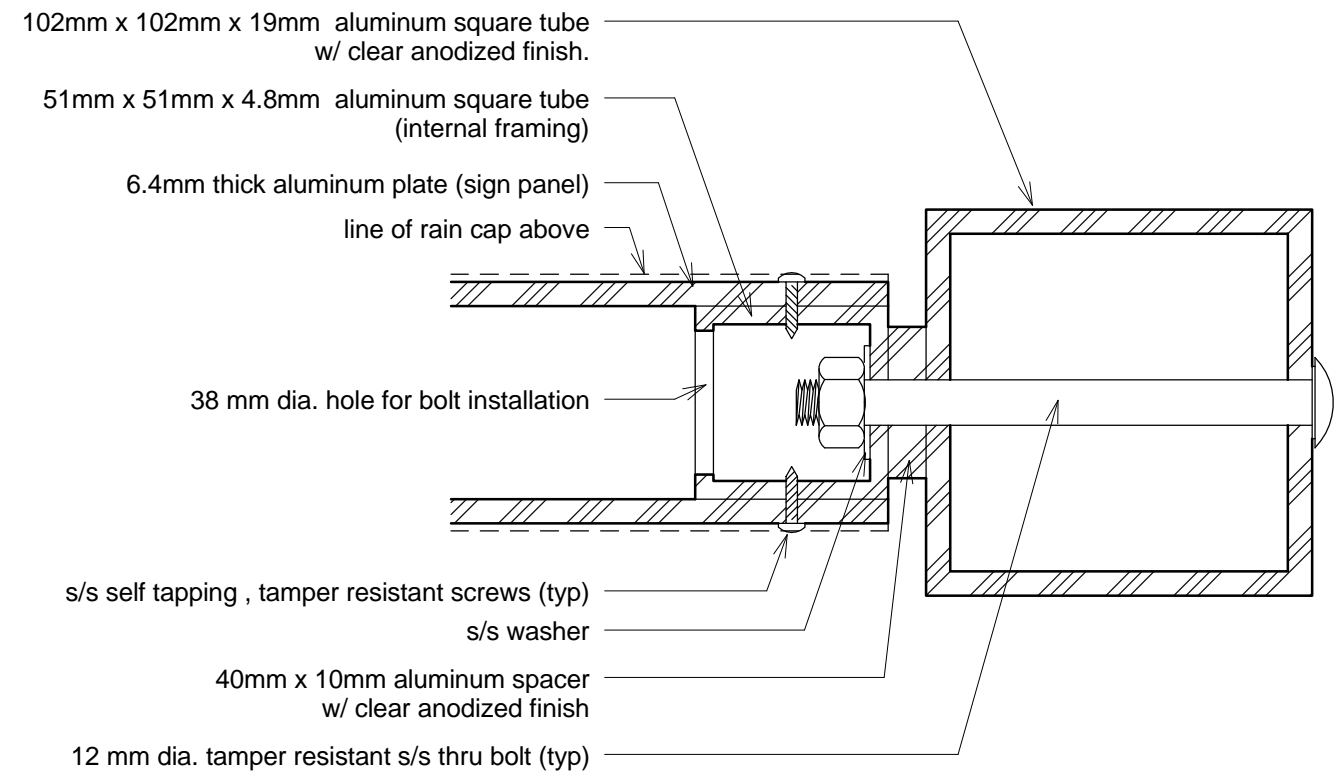 102mm x 102mm x 19mm  aluminum square tube
w/ clear anodized finish.
51mm x 51mm x 4.8mm  aluminum square tube
(internal framing)
6.4mm thick aluminum plate (sign panel)
line of rain cap above
38 mm dia. hole for bolt installation
s/s self tapping , tamper resistant screws (typ)
s/s washer
40mm x 10mm aluminum spacer
w/ clear anodized finish
12 mm dia. tamper resistant s/s thru bolt (typ)